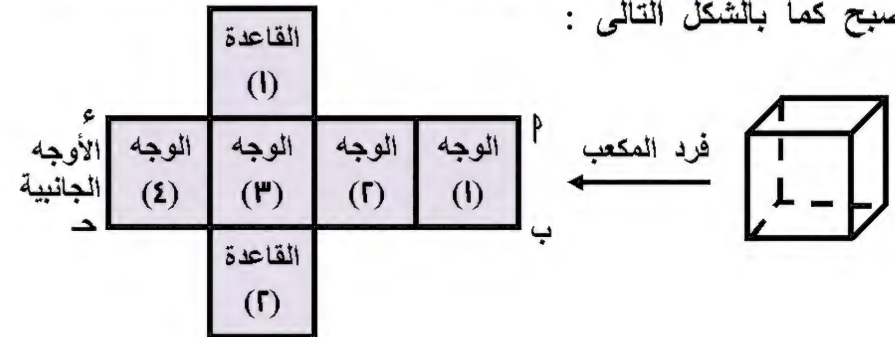 صبح كما بالشكل التالى :
القاعدة
(١)
م
ء
الوجه
(١)
الوجه
(٢)
الوجه
(٣)
الوجه
(٤)
الأوجه
الجانبية
ب
حـ
القاعدة
(٢)
فرد المكعب